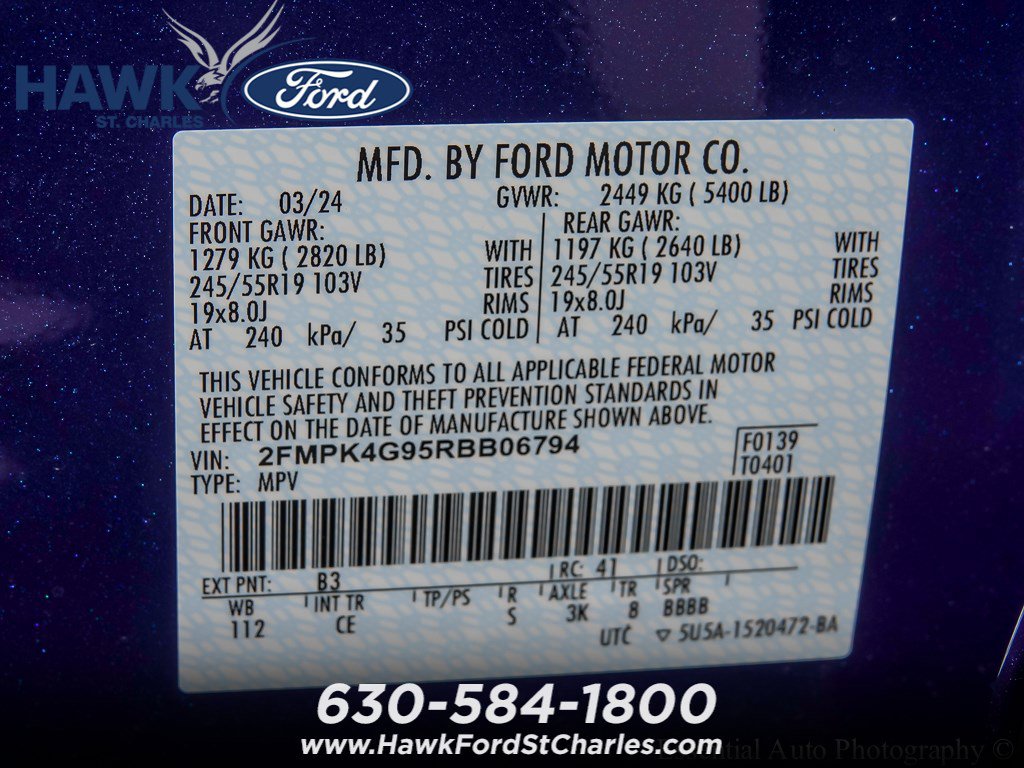 HAWK
ST. CHARLES
Ford
MFD. BY FORD MOTOR CO.
DATE: 03/24 GVWR: 2449 KG ( 5400 LB)
FRONT GAWR: REAR GAWR:
1279 KG ( 2820 LB) WITH 1197 KG ( 2640 LB) WITH
245/55R19 103V TIRES 245/55R19 103V TIRES
19x8.0J RIMS 19x8.0J RIMS
AT 240 kPa/ 35 PSI COLD AT 240 kPa/ 35 PSI COLD
THIS VEHICLE CONFORMS TO ALL APPLICABLE FEDERAL MOTOR
VEHICLE SAFETY AND THEFT PREVENTION STANDARDS IN
EFFECT ON THE DATE OF MANUFACTURE SHOWN ABOVE.
VIN: 2FMPK4G95RBB06794 F0139
TYPE: MPV T0401
EXT PNT: B3 RC: 41 DSO:
WB INT TR TP/PS R AXLE TR SPR
112 CE S 3K 8 BBBB
UTC ▽ 5U5A-1520472-BA
630-584-1800
www.HawkFordStCharles.com
Essential Auto Photography ©